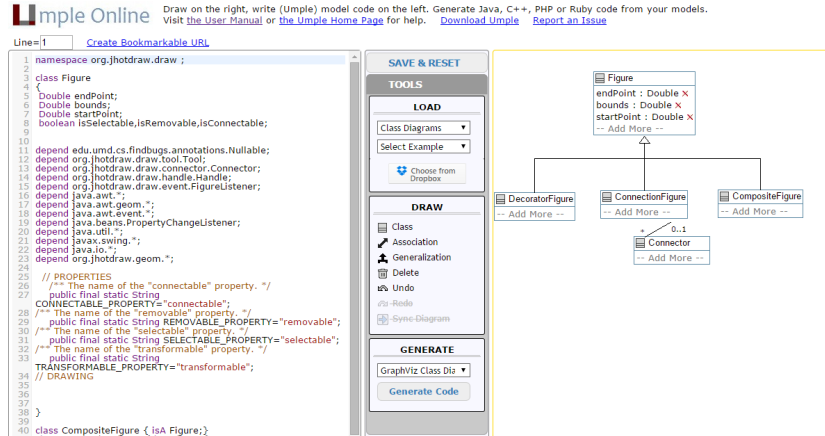 Umple Online
Draw on the right, write (Umple) model code on the left. Generate Java, C++, PHP or Ruby code from your models.
Visit the User Manual or the Umple Home Page for help. Download Umple Report an Issue
Line= 1 Create Bookmarkable URL
1 namespace org.jhotdraw.draw ;
2
3 class Figure
4 {
5 Double endPoint;
6 Double bounds;
7 Double startPoint;
8 boolean isSelectable,isRemovable,isConnectable;
9
10
11 depend edu.umd.cs.findbugs.annotations.Nullable;
12 depend org.jhotdraw.draw.tool.Tool;
13 depend org.jhotdraw.draw.connector.Connector;
14 depend org.jhotdraw.draw.handle.Handle;
15 depend org.jhotdraw.draw.event.FigureListener;
16 depend java.awt.*;
17 depend java.awt.geom.*;
18 depend java.awt.event.*;
19 depend java.beans.PropertyChangeListener;
20 depend java.util.*;
21 depend javax.swing.*;
22 depend java.io.*;
23 depend org.jhotdraw.geom.*;
24
25 // PROPERTIES
26 /** The name of the "connectable" property. */
27 public final static String
CONNECTABLE_PROPERTY="connectable";
28 /** The name of the "removable" property. */
29 public final static String REMOVABLE_PROPERTY="removable";
30 /** The name of the "selectable" property. */
31 public final static String SELECTABLE_PROPERTY="selectable";
32 /** The name of the "transformable" property. */
33 public final static String
TRANSFORMABLE_PROPERTY="transformable";
34 // DRAWING
35
36
37
38 }
39
40 class CompositeFigure { isA Figure;}
SAVE & RESET
TOOLS
LOAD
Class Diagrams
Select Example
Choose from
Dropbox
DRAW
Class
Association
Generalization
Delete
Undo
Redo
Sync Diagram
GENERATE
GraphViz Class Dia
Generate Code
Figure
endPoint : Double X
bounds : Double X
startPoint : Double X
-- Add More --
DecoratorFigure
-- Add More --
ConnectionFigure
-- Add More --
CompositeFigure
-- Add More --
* 0..1
Connector
-- Add More --